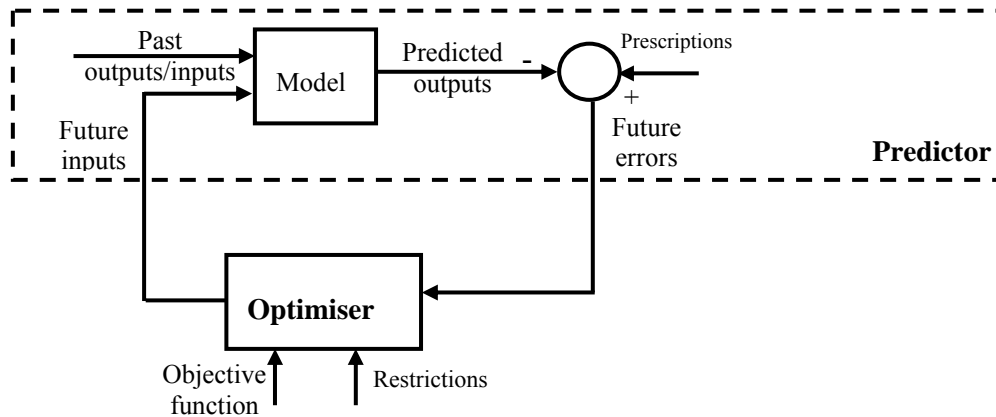 Past
outputs/inputs
Model
Predicted
outputs
-
Prescriptions
+
Future
errors
Future
inputs
Predictor
Optimiser
Objective
function
Restrictions